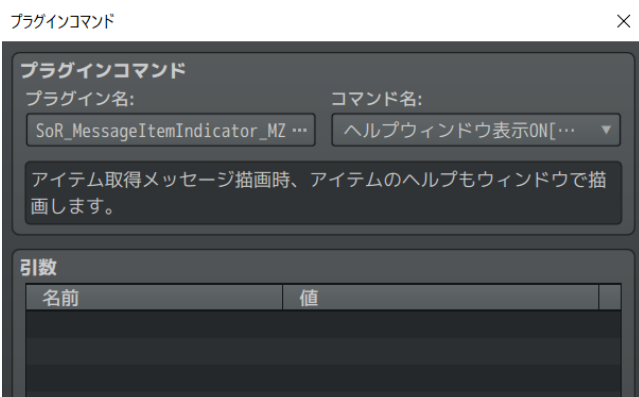 プラグインコマンド
プラグインコマンド
プラグイン名:
コマンド名:
SoR_MessageItemIndicator_MZ …
ヘルプウィンドウ表示ON[…
アイテム取得メッセージ描画時、アイテムのヘルプもウィンドウで描
画します。
引数
名前
値